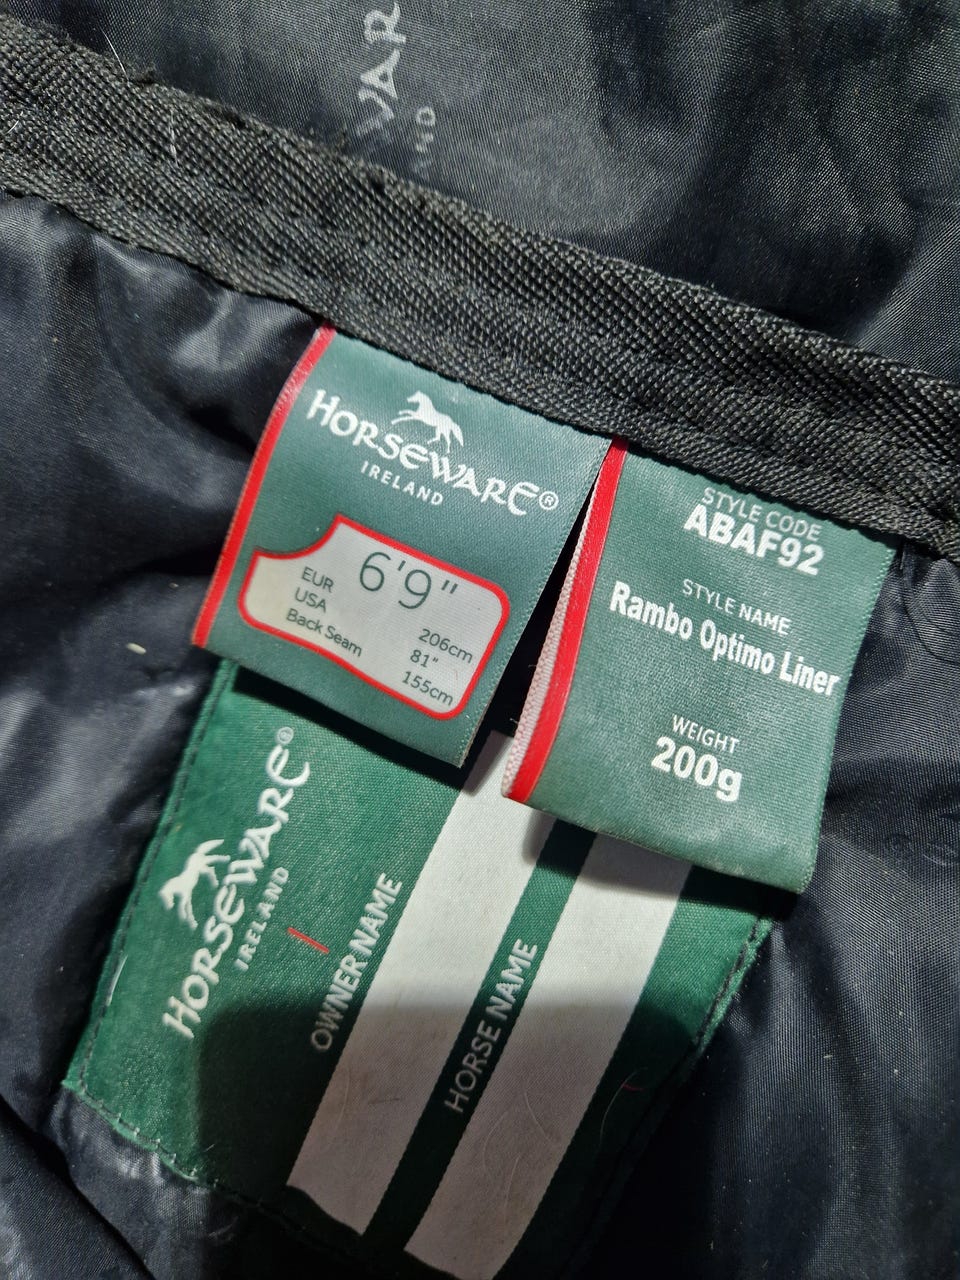 HORSEWARE®
IRELAND
6'9"
EUR 206cm
USA 81"
Back Seam 155cm
STYLE CODE
ABAF92
STYLE NAME
Rambo Optimo Liner
WEIGHT
200g
HORSEWARE®
IRELAND
OWNER NAME
HORSE NAME